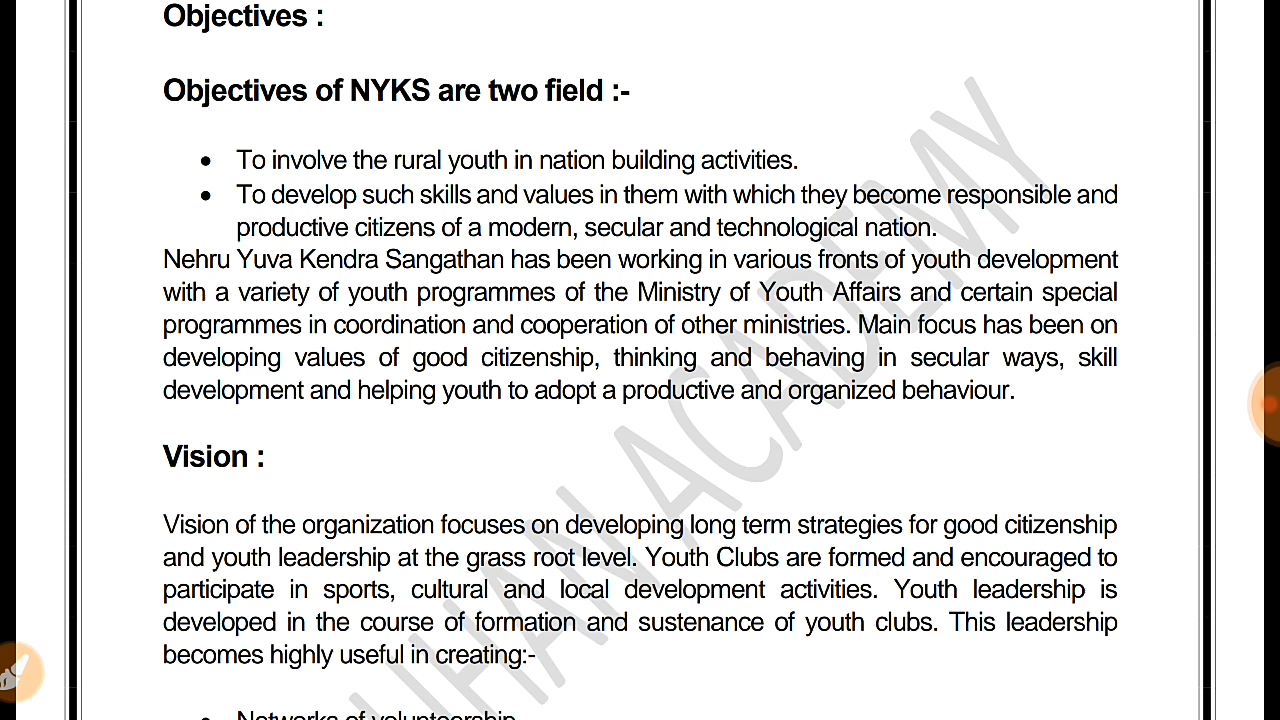 Objectives :
Objectives of NYKS are two field :-
• To involve the rural youth in nation building activities.
• To develop such skills and values in them with which they become responsible and
productive citizens of a modern, secular and technological nation.
Nehru Yuva Kendra Sangathan has been working in various fronts of youth development
with a variety of youth programmes of the Ministry of Youth Affairs and certain special
programmes in coordination and cooperation of other ministries. Main focus has been on
developing values of good citizenship, thinking and behaving in secular ways, skill
development and helping youth to adopt a productive and organized behaviour.
Vision :
Vision of the organization focuses on developing long term strategies for good citizenship
and youth leadership at the grass root level. Youth Clubs are formed and encouraged to
participate in sports, cultural and local development activities. Youth leadership is
developed in the course of formation and sustenance of youth clubs. This leadership
becomes highly useful in creating:-
• Networks of volunteership
ACADEMY